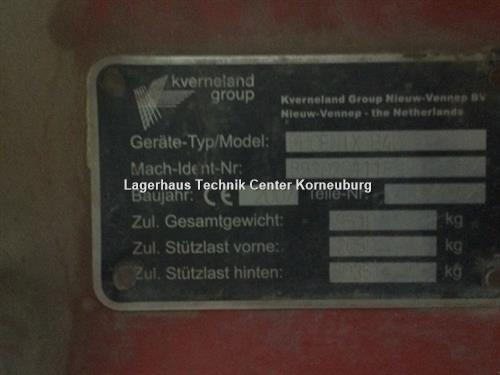 kverneland
group
Kverneland Group Nieuw-Vennep BV
Nieuw-Vennep - the Netherlands
Geräte-Typ/Model:
Mach-Ident-Nr:
Lagerhaus Technik Center Korneuburg
Baujahr: CE Teile-Nr.
Zul. Gesamtgewicht: kg
Zul. Stützlast vorne: kg
Zul. Stützlast hinten: kg